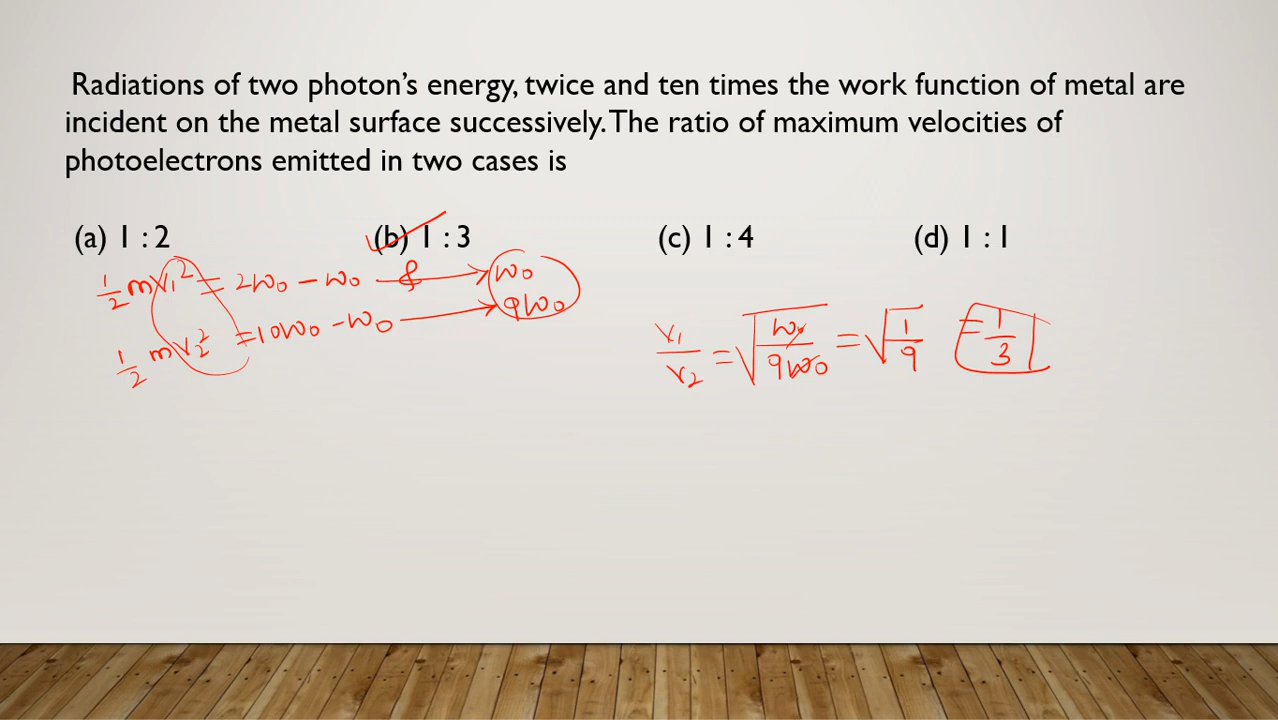 Radiations of two photon's energy, twice and ten times the work function of metal are
incident on the metal surface successively. The ratio of maximum velocities of
photoelectrons emitted in two cases is
(a) 1 : 2 (b) 1 : 3 (c) 1 : 4 (d) 1 : 1
½mv₁² = 2w₀ - w₀ → w₀
½mv₂² = 10w₀ - w₀ → 9w₀
v₁/v₂ = √(w₀/9w₀) = √(1/9) = 1/3